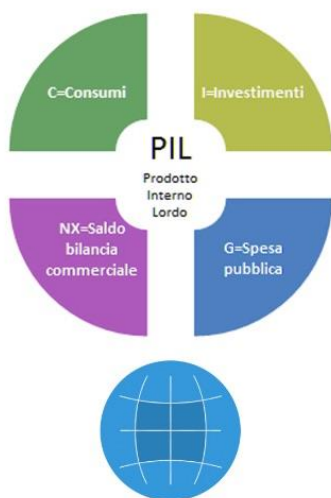 C=Consumi
I=Investimenti
PIL
Prodotto
Interno
Lordo
NX=Saldo
bilancia
commerciale
G=Spesa
pubblica